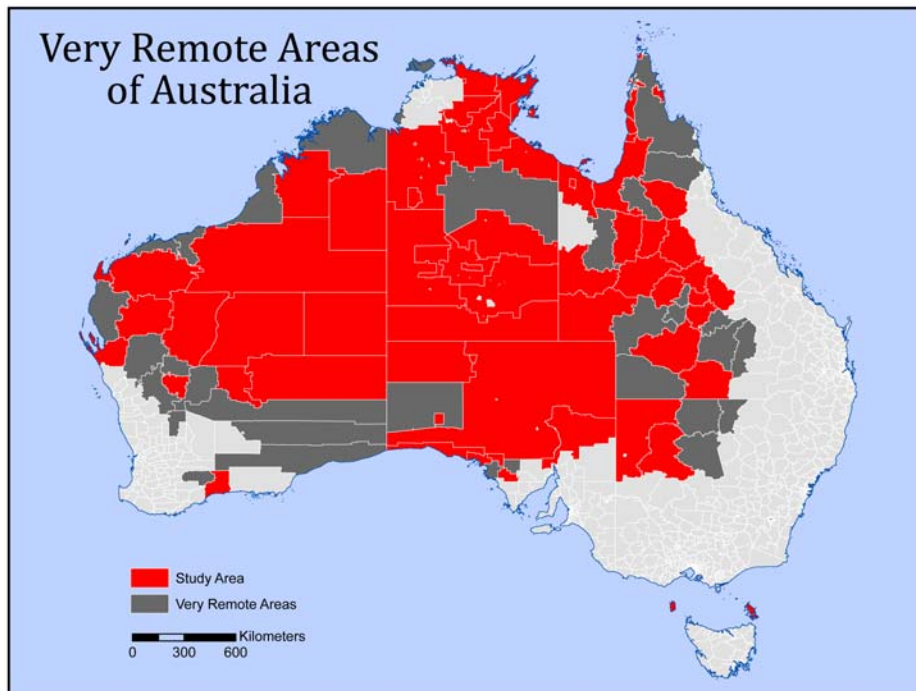 Very Remote Areas
of Australia
Study Area
Very Remote Areas
Kilometers
0 300 600